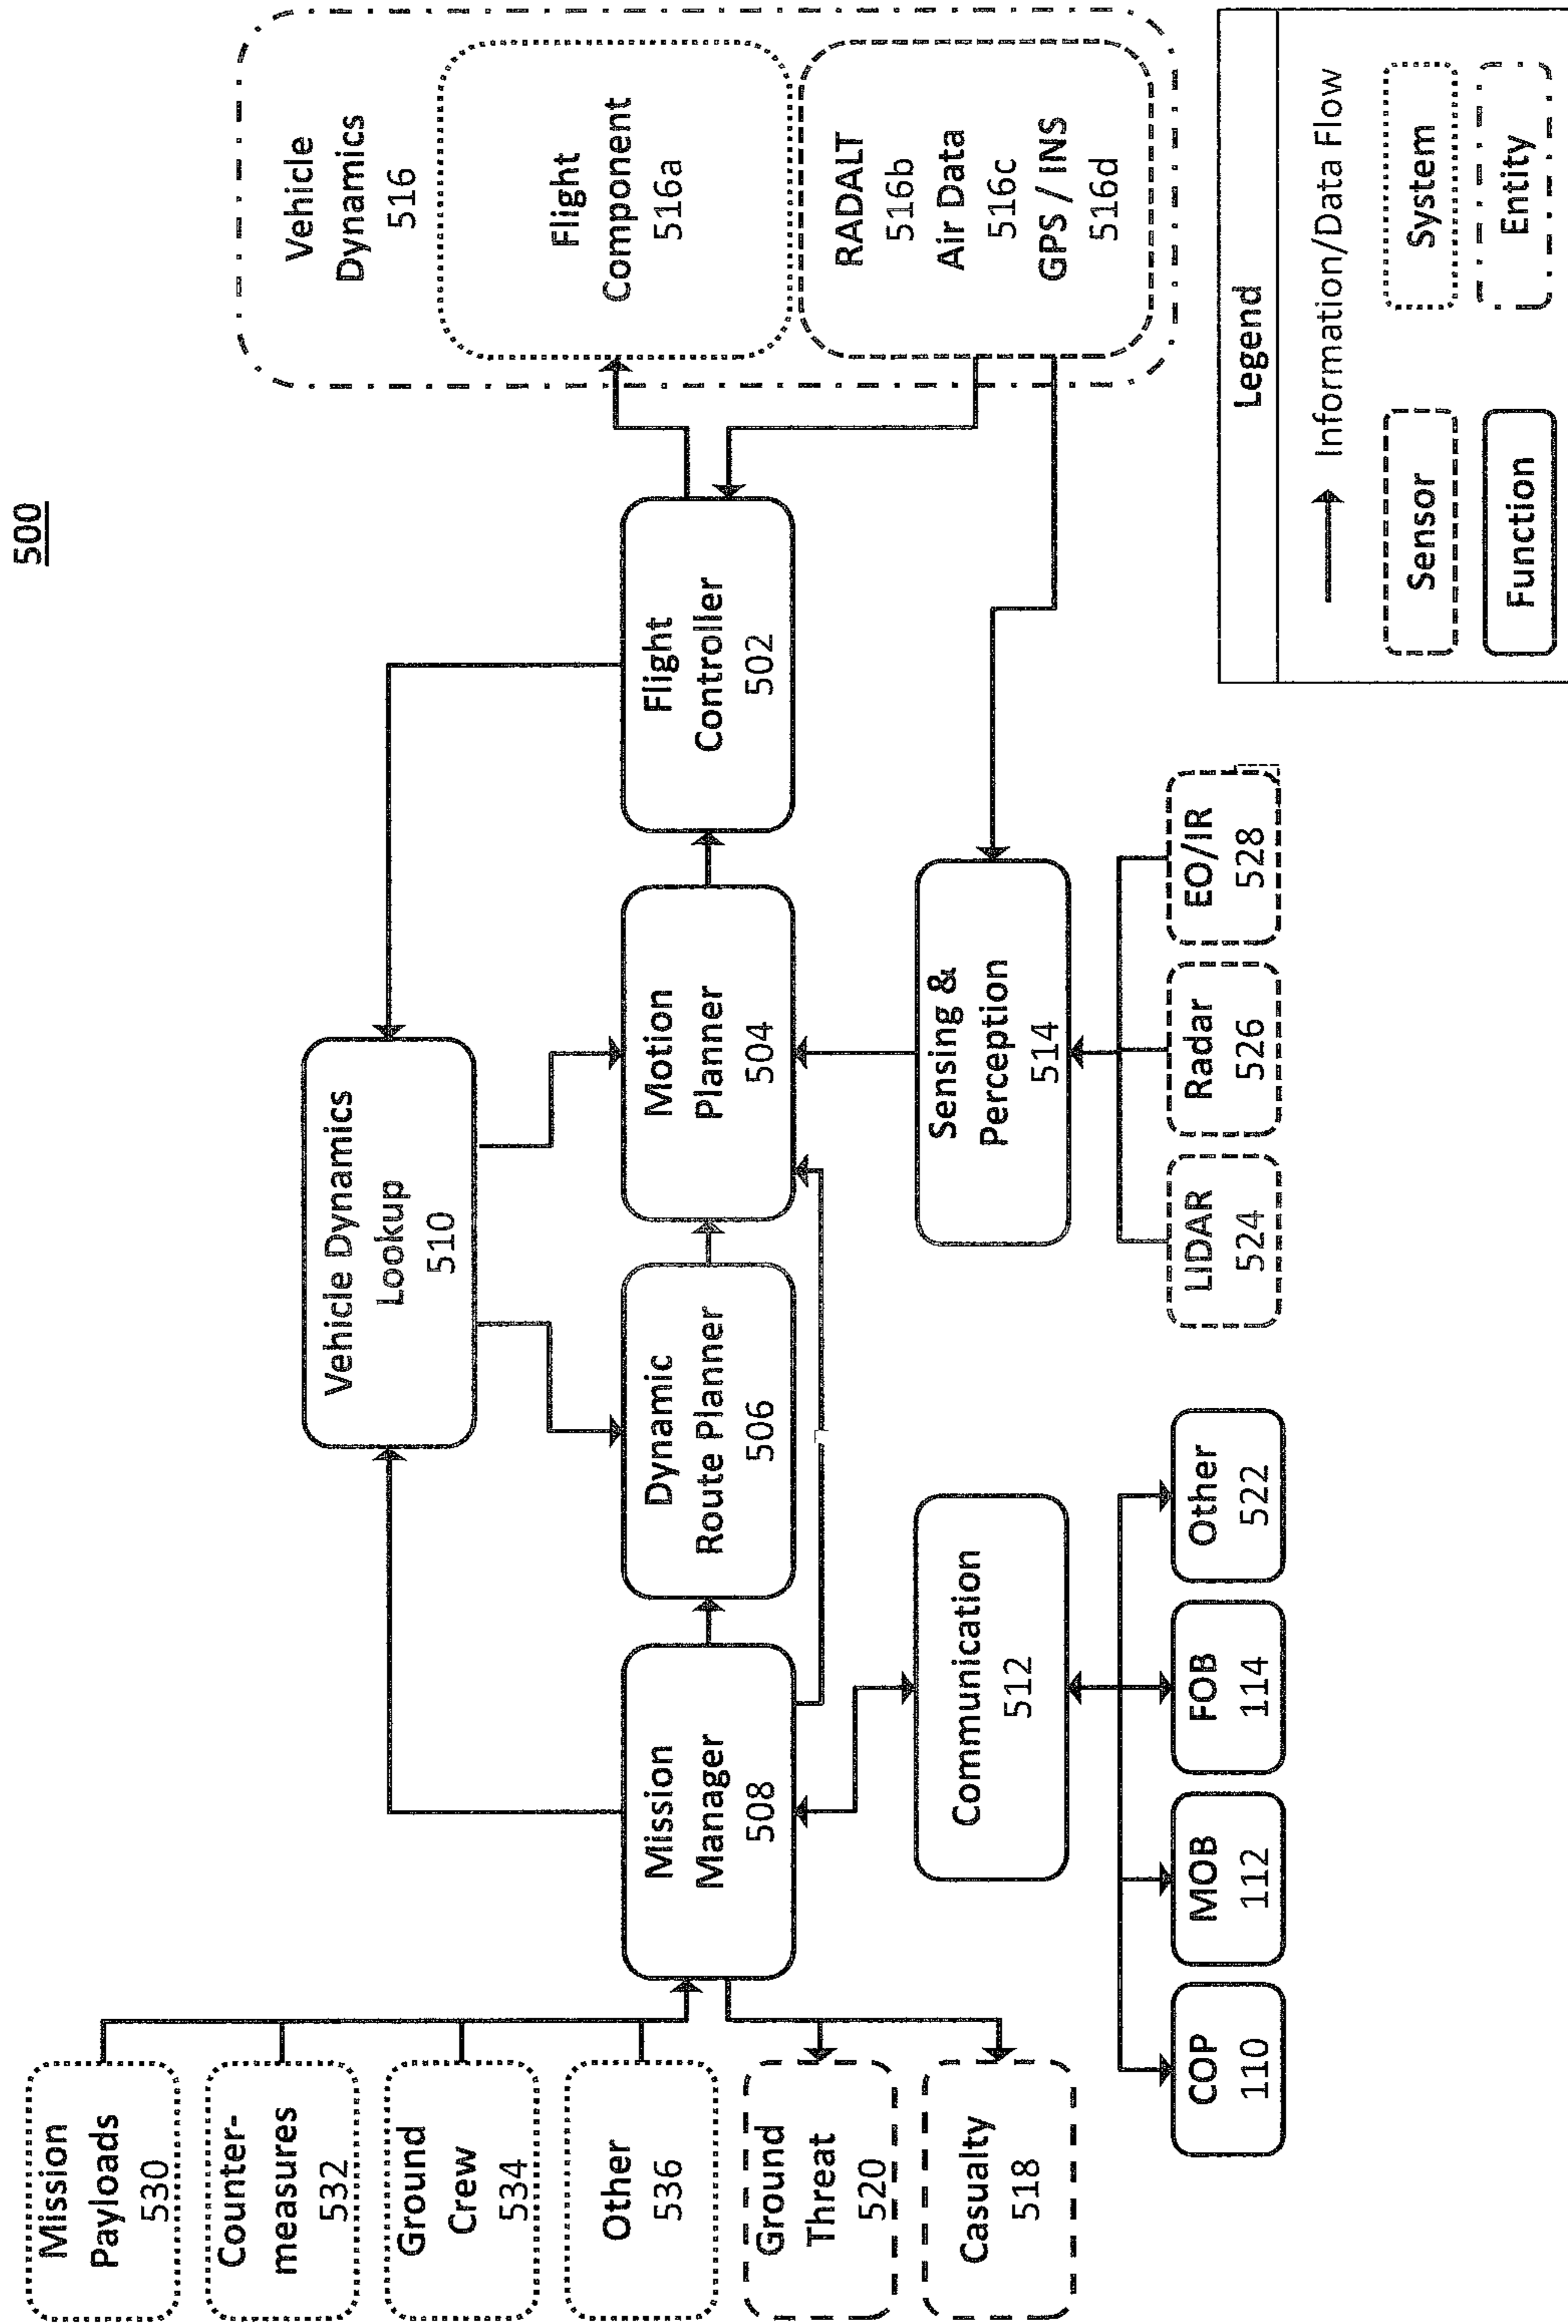 500
Mission
Payloads
530
Counter-
measures
532
Ground
Crew
534
Other
536
Ground
Threat
520
Casualty
518
Vehicle Dynamics
Lookup
510
Mission
Manager
508
Dynamic
Route Planner
506
Motion
Planner
504
Flight
Controller
502
Vehicle
Dynamics
516
Flight
Component
516a
RADALT
516b
Air Data
516c
GPS / INS
516d
Communication
512
Sensing &
Perception
514
COP
110
MOB
112
FOB
114
Other
522
LIDAR
524
Radar
526
EO/IR
528
Legend
Information/Data Flow
Sensor
System
Function
Entity